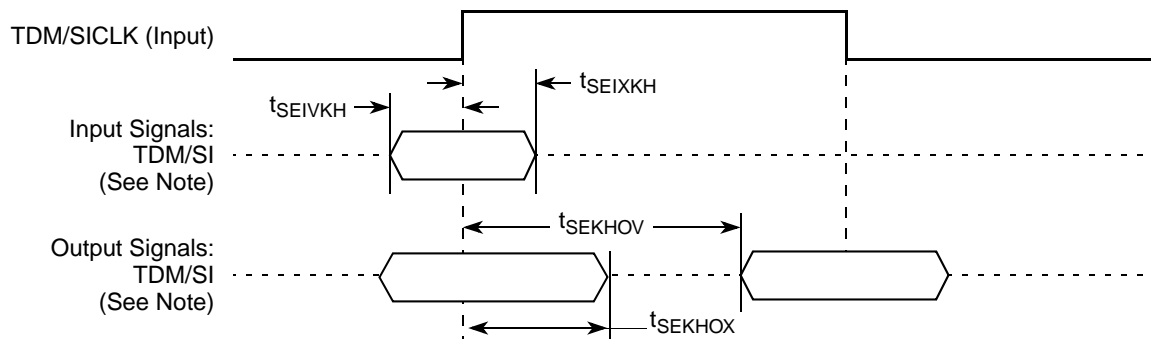 TDM/SICLK (Input)
tSEIXKH
tSEIVKH
Input Signals:
TDM/SI
(See Note)
tSEKHOV
Output Signals:
TDM/SI
(See Note)
tSEKHOX